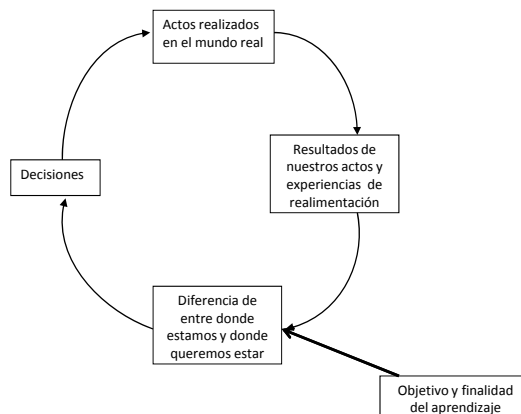 Actos realizados
en el mundo real
Resultados de
nuestros actos y
experiencias de
realimentación
Decisiones
Diferencia de
entre donde
estamos y donde
queremos estar
Objetivo y finalidad
del aprendizaje